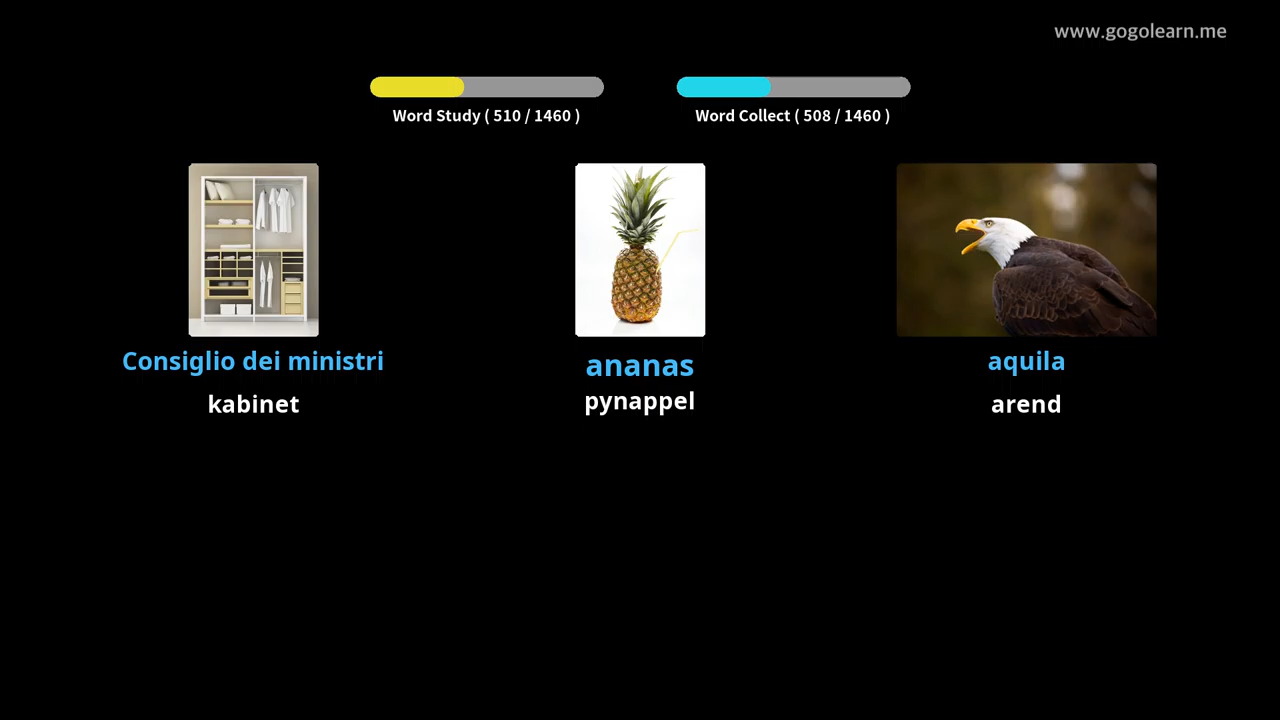 www.gogolearn.me
Word Study ( 510 / 1460 )
Word Collect ( 508 / 1460 )
Consiglio dei ministri
kabinet
ananas
pynappel
aquila
arend